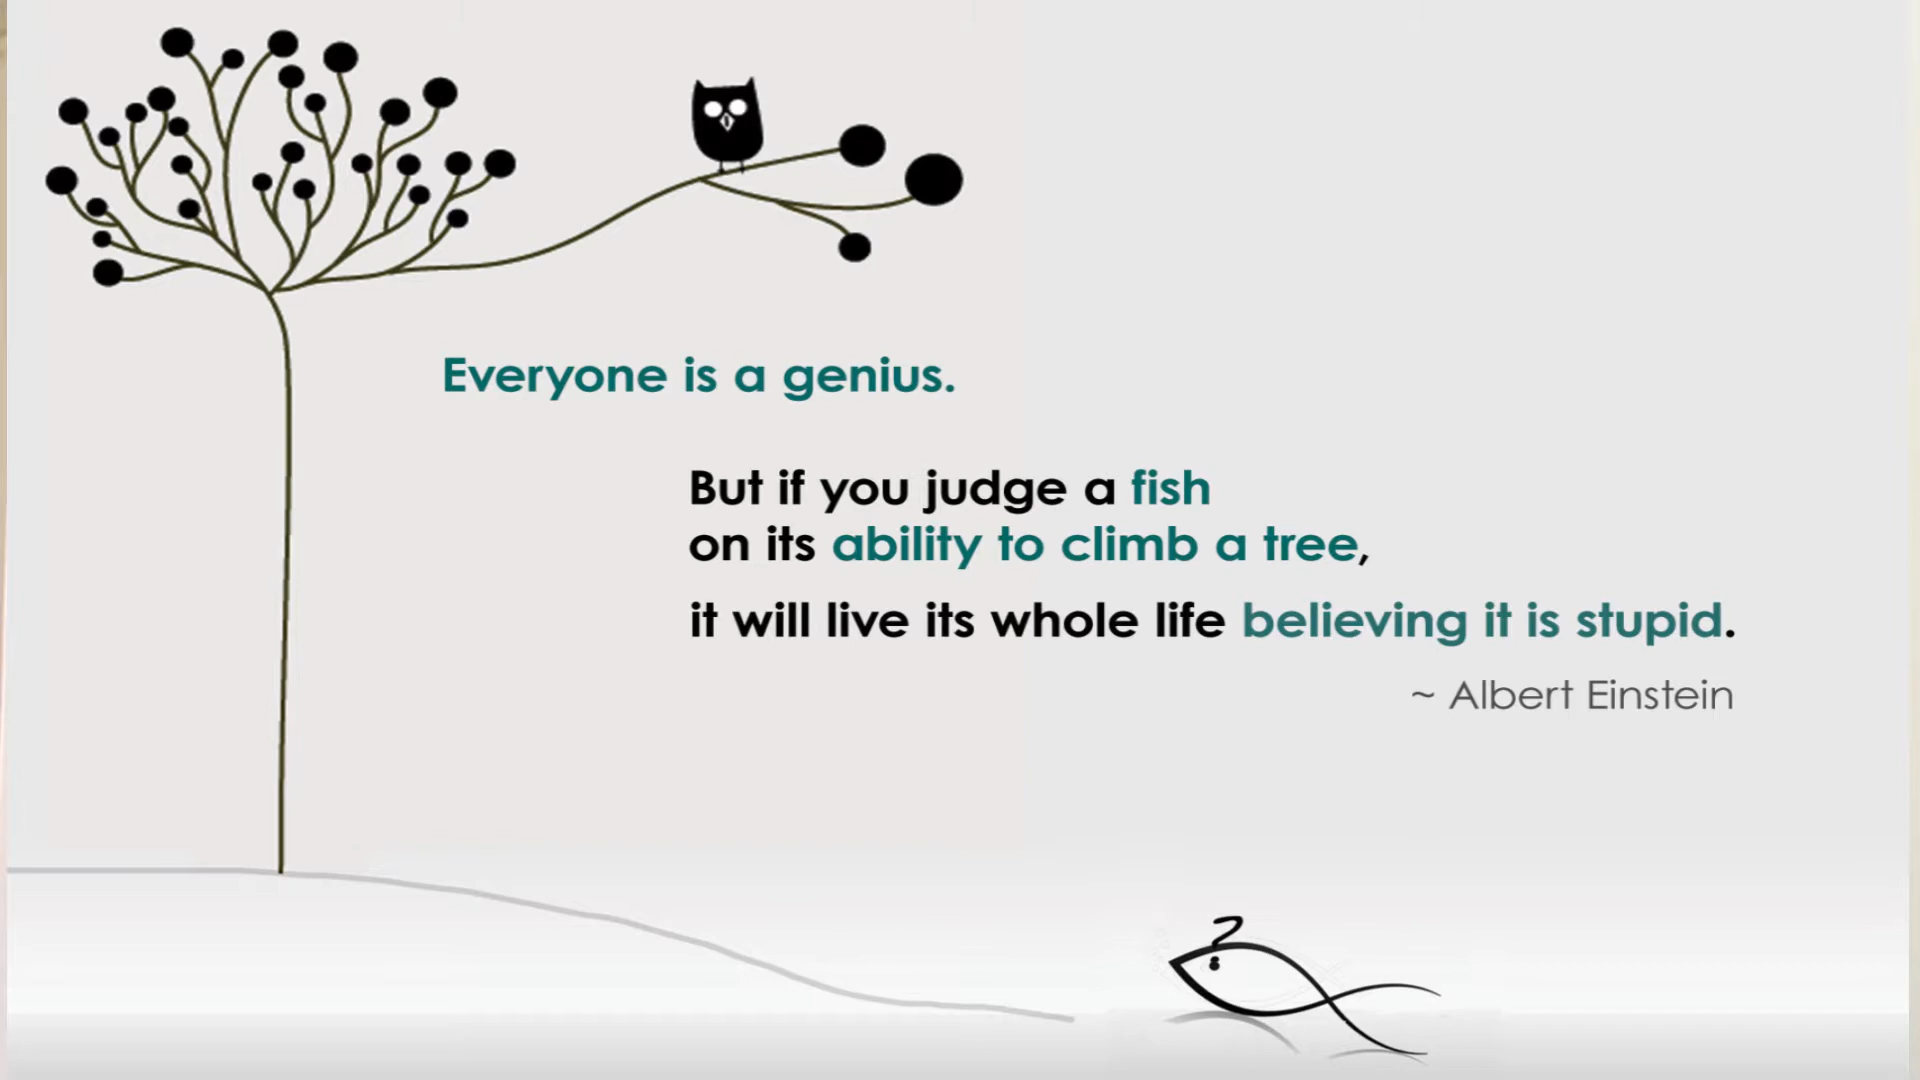 Everyone is a genius.
But if you judge a fish
on its ability to climb a tree,
it will live its whole life believing it is stupid.
~ Albert Einstein